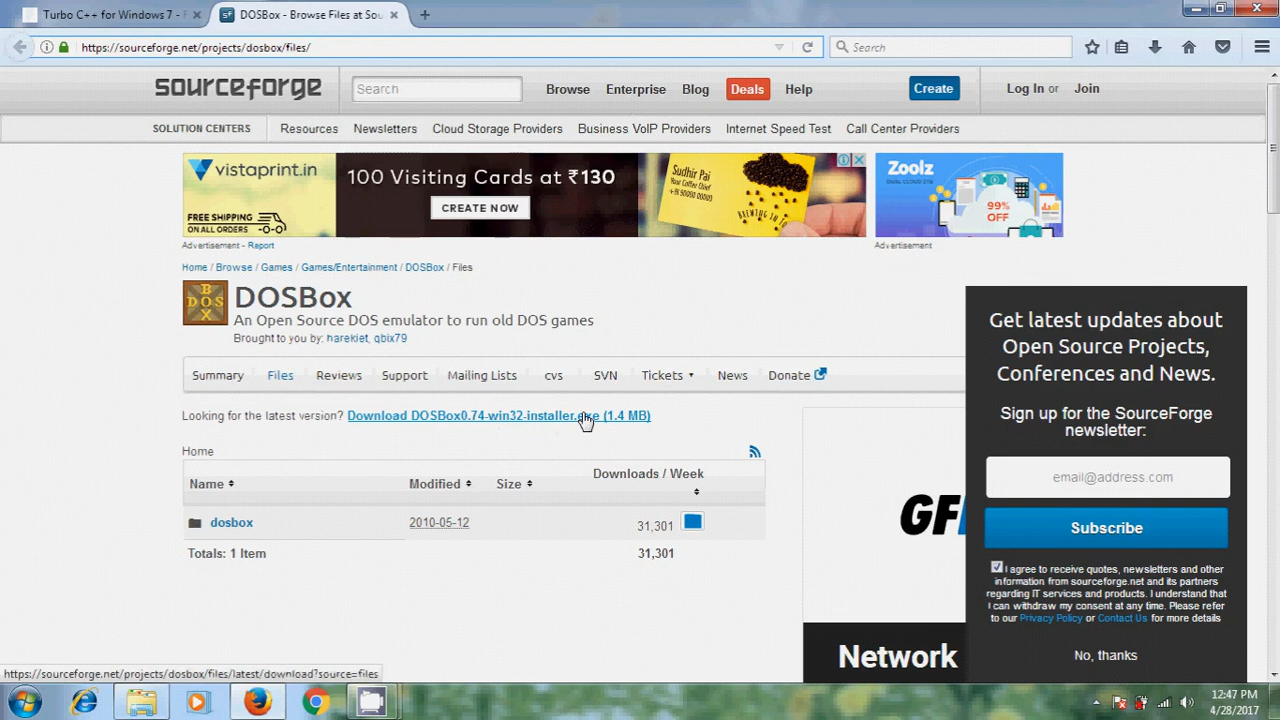 Turbo C++ for Windows 7 - F
DOSBox - Browse Files at Sou
https://sourceforge.net/projects/dosbox/files/
Search
sourceforge
Search
Browse Enterprise Blog Deals Help
Create
Log In or Join
SOLUTION CENTERS Resources Newsletters Cloud Storage Providers Business VoIP Providers Internet Speed Test Call Center Providers
vistaprint.in
FREE SHIPPING
ON ALL ORDERS
100 Visiting Cards at ₹130
CREATE NOW
Sudhir Pai
Your Coffee Chief
Zoolz
99%
OFF
Advertisement - Report
Advertisement
Home / Browse / Games / Games/Entertainment / DOSBox / Files
DOSBox
An Open Source DOS emulator to run old DOS games
Brought to you by: harekiet, qbix79
Summary Files Reviews Support Mailing Lists cvs SVN Tickets News Donate
Looking for the latest version? Download DOSBox0.74-win32-installer.exe (1.4 MB)
Home
Name Modified Size Downloads / Week
dosbox 2010-05-12 31,301
Totals: 1 Item 31,301
Get latest updates about
Open Source Projects,
Conferences and News.
Sign up for the SourceForge
newsletter:
email@address.com
Subscribe
I agree to receive quotes, newsletters and other
information from sourceforge.net and its partners
regarding IT services and products. I understand that
I can withdraw my consent at any time. Please refer
to our Privacy Policy or Contact Us for more details
No, thanks
GF
Network
https://sourceforge.net/projects/dosbox/files/latest/download?source=files
12:47 PM
4/28/2017